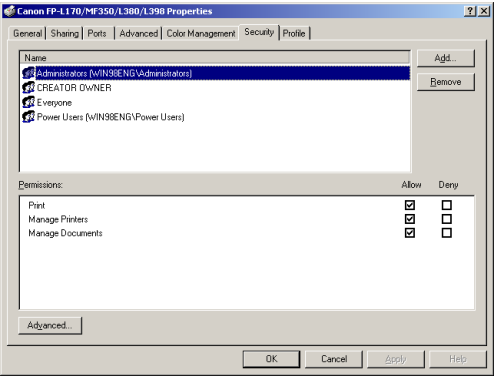 Canon FP-L170/MF350/L380/L398 Properties
General Sharing Ports Advanced Color Management Security Profile
Name
Add...
Administrators (WIN98ENG\Administrators)
Remove
CREATOR OWNER
Everyone
Power Users (WIN98ENG\Power Users)
Permissions: Allow Deny
Print
Manage Printers
Manage Documents
Advanced...
OK Cancel Apply Help